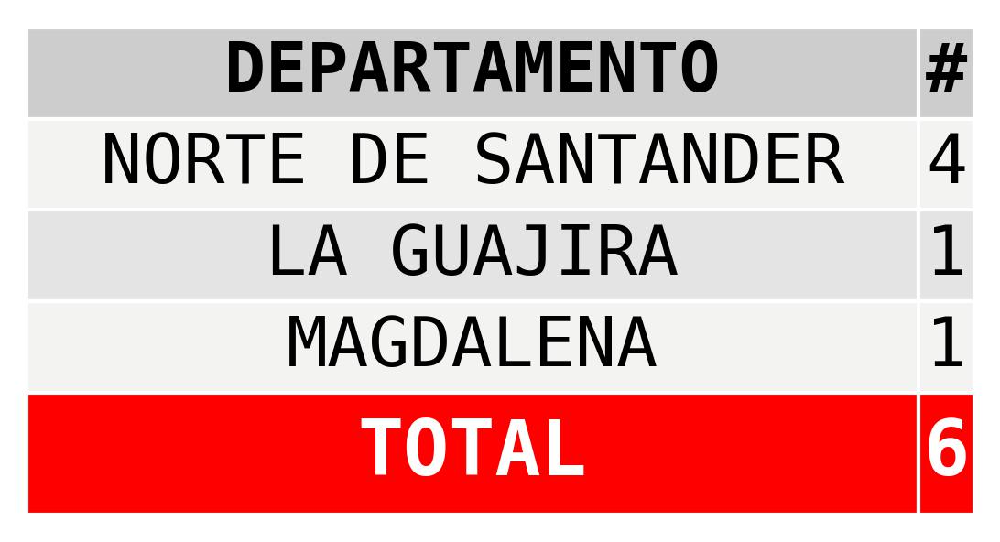 DEPARTAMENTO #
NORTE DE SANTANDER 4
LA GUAJIRA 1
MAGDALENA 1
TOTAL 6